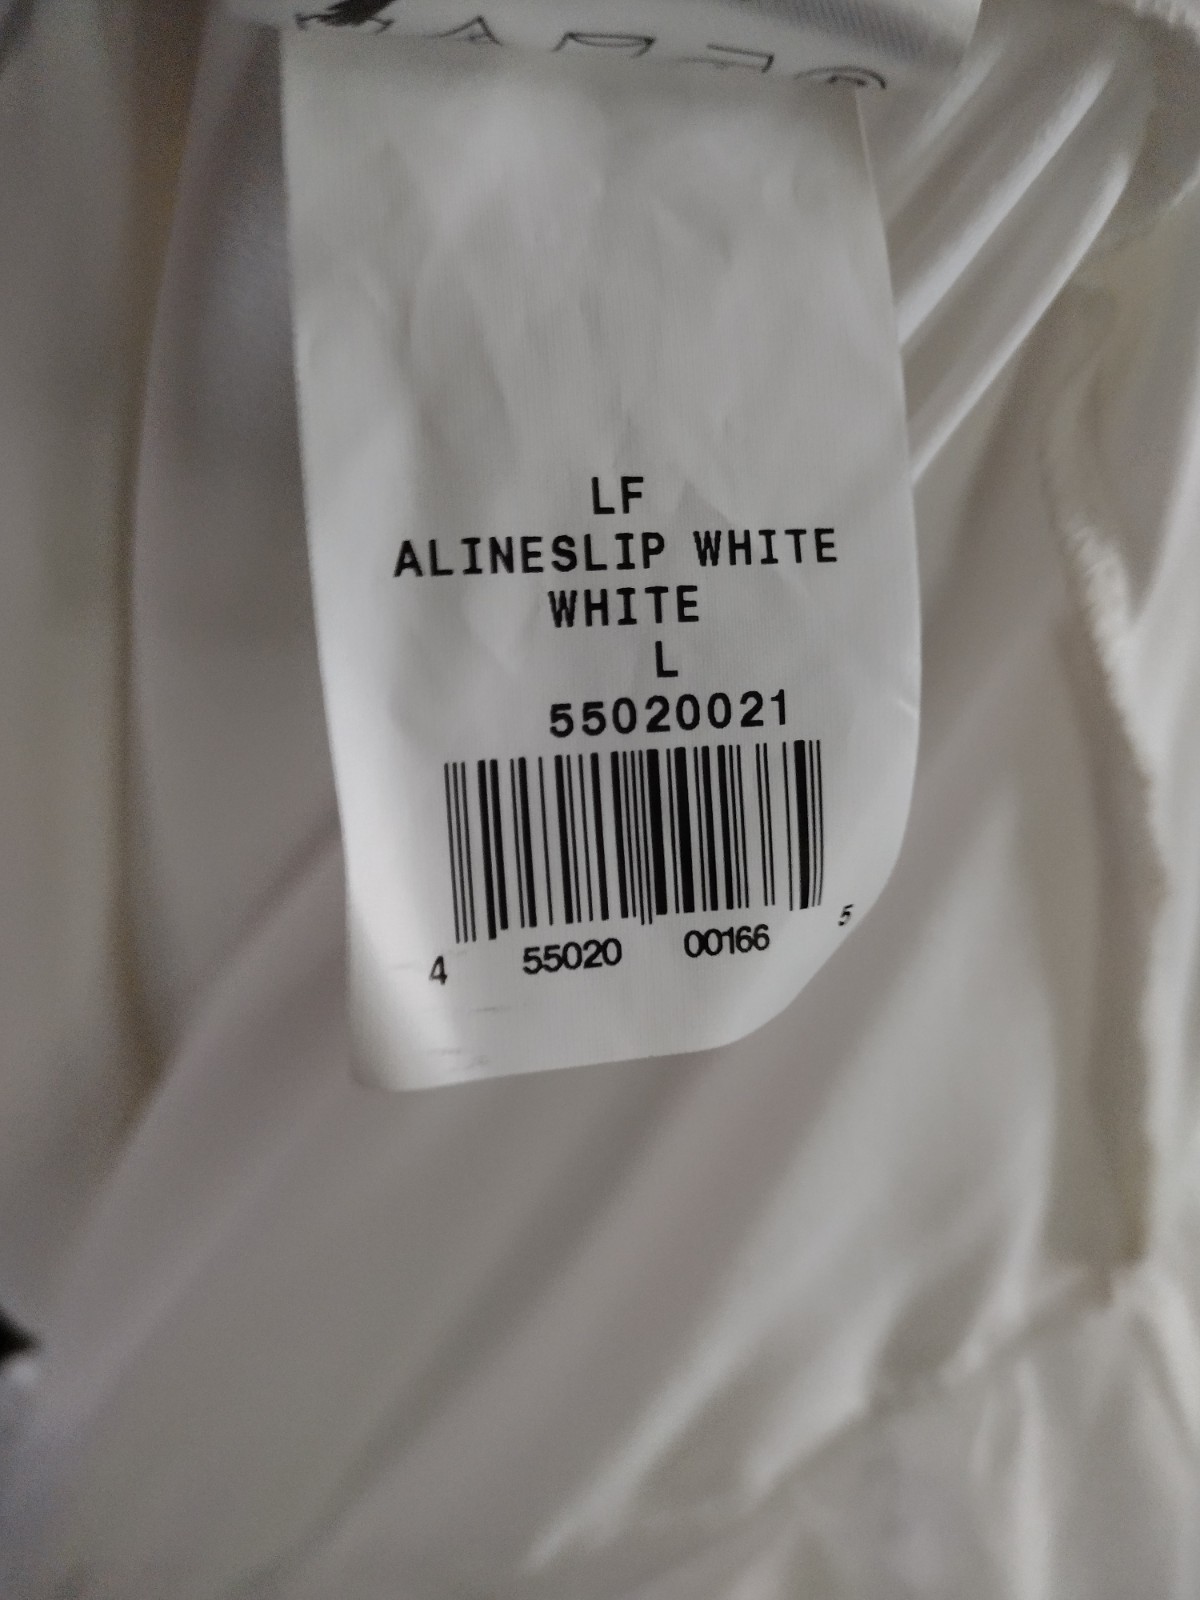 LF
ALINESLIP WHITE
WHITE
L
55020021
4 55020 00166 5